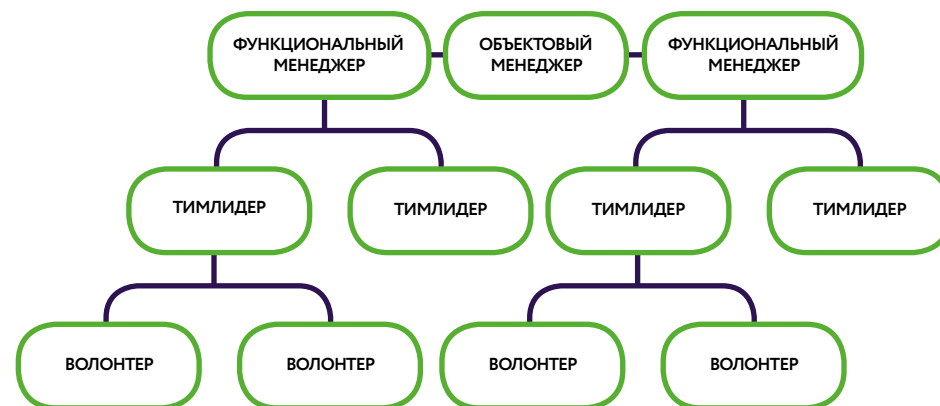 ФУНКЦИОНАЛЬНЫЙ
МЕНЕДЖЕР
ОБЪЕКТОВЫЙ
МЕНЕДЖЕР
ФУНКЦИОНАЛЬНЫЙ
МЕНЕДЖЕР
ТИМЛИДЕР
ТИМЛИДЕР
ТИМЛИДЕР
ТИМЛИДЕР
ВОЛОНТЕР
ВОЛОНТЕР
ВОЛОНТЕР
ВОЛОНТЕР